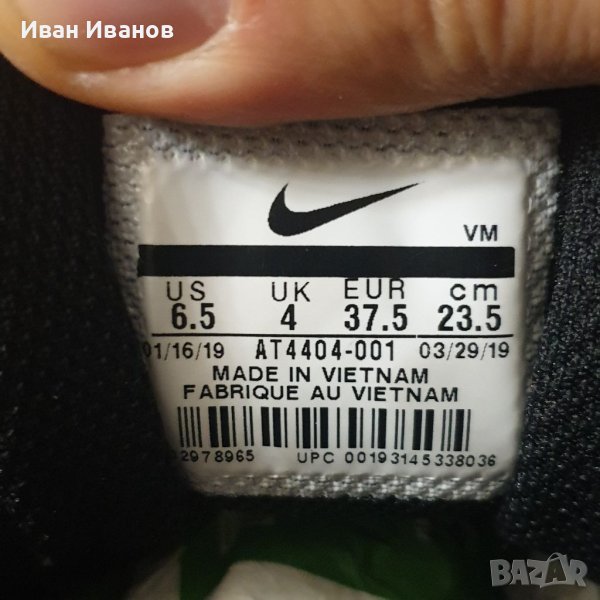 Иван Иванов
VM
US UK EUR cm
6.5 4 37.5 23.5
01/16/19 AT4404-001 03/29/19
MADE IN VIETNAM
FABRIQUE AU VIETNAM
2978965 UPC 00193145338036
BAZAR